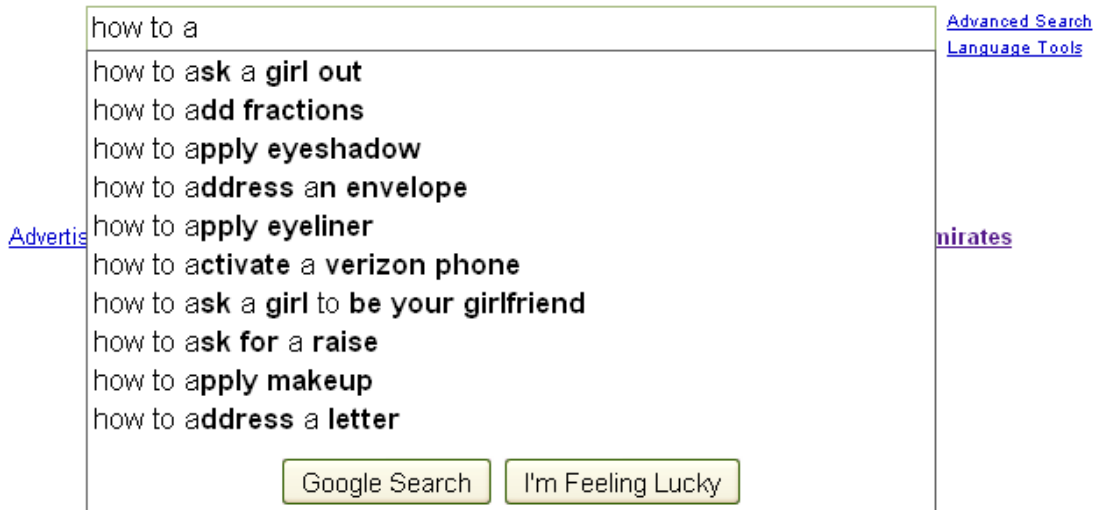 how to a
Advanced Search
Language Tools
how to ask a girl out
how to add fractions
how to apply eyeshadow
how to address an envelope
how to apply eyeliner
how to activate a verizon phone
how to ask a girl to be your girlfriend
how to ask for a raise
how to apply makeup
how to address a letter
Advertis
mirates
Google Search
I'm Feeling Lucky